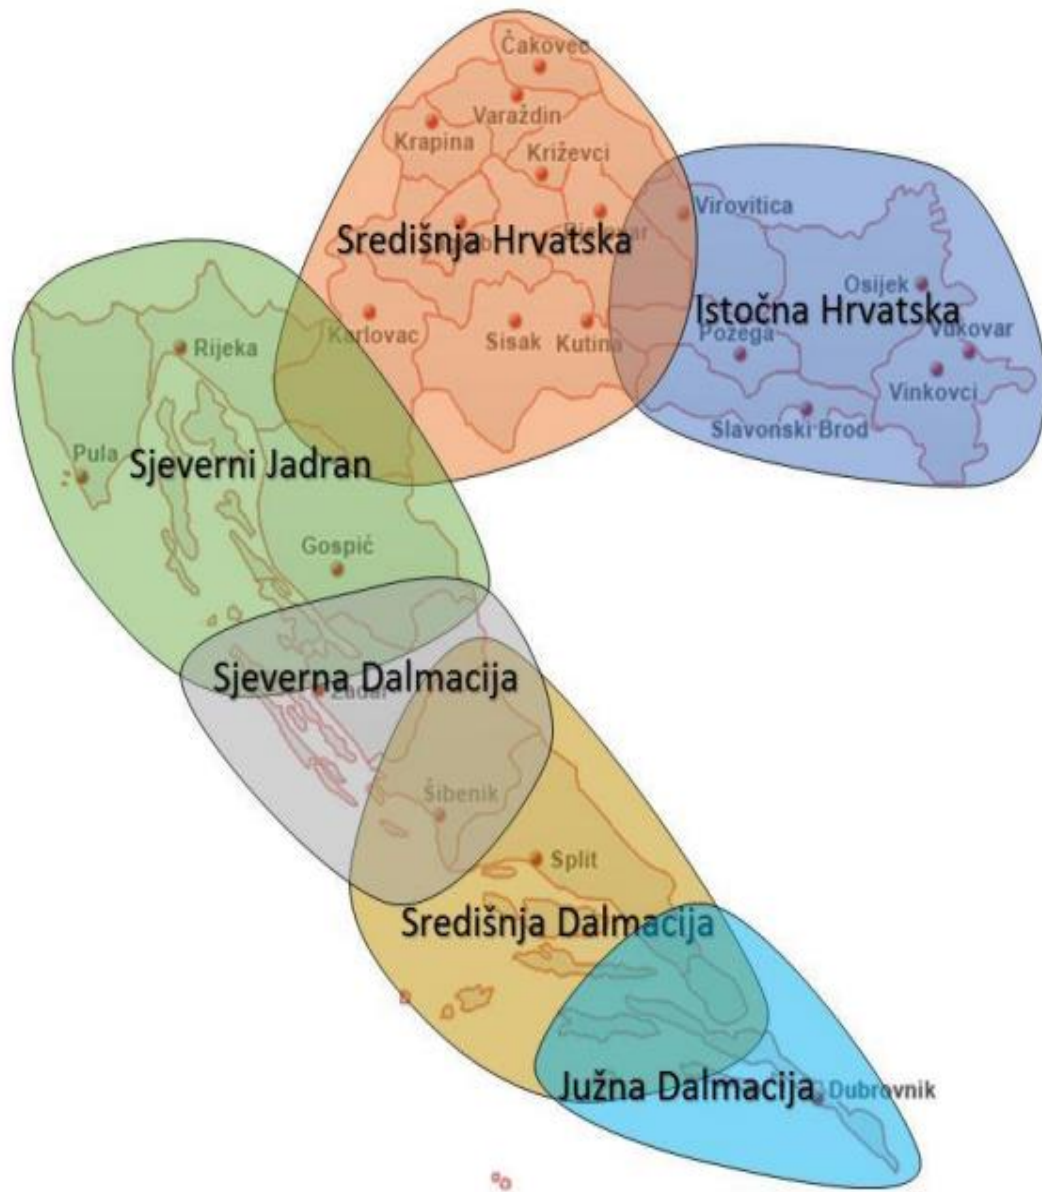 Čakovec
Varaždin
Krapina
Križevci
Virovitica
Središnja Hrvatska
Osijek
Istočna Hrvatska
Karlovac
Sisak
Kutina
Požega
Vukovar
Rijeka
Vinkovci
Slavonski Brod
Pula
Sjeverni Jadran
Gospić
Sjeverna Dalmacija
Zadar
Šibenik
Split
Središnja Dalmacija
Južna Dalmacija
Dubrovnik